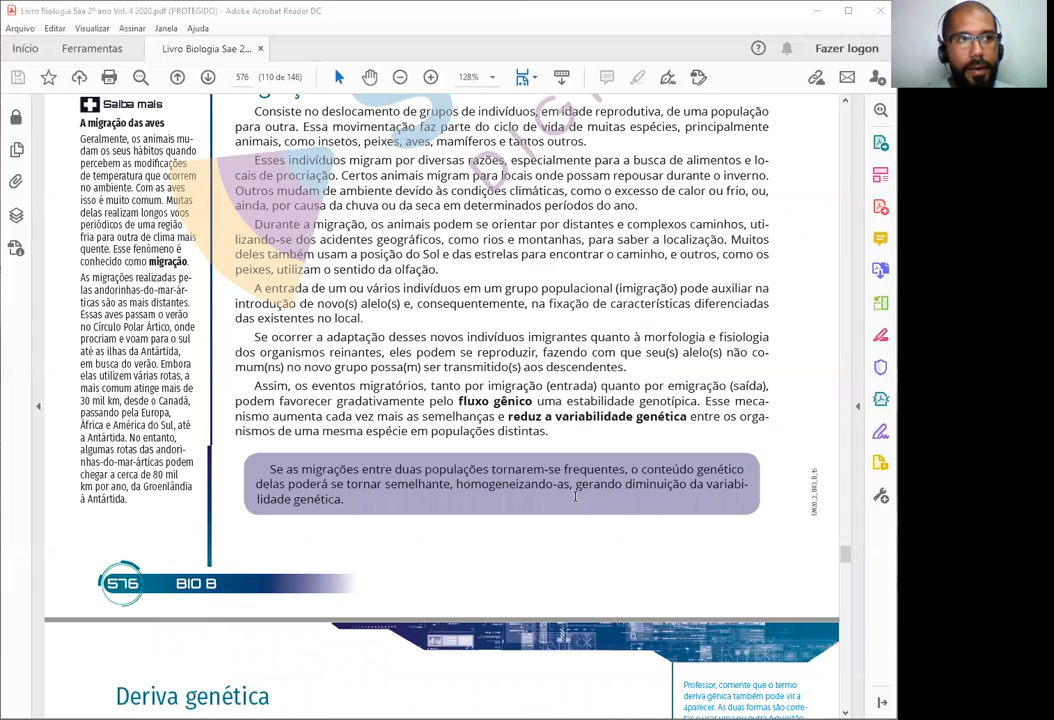 Livro Biologia Sae 2º ano Vol. 4 2020.pdf (PROTEGIDO) - Adobe Acrobat Reader DC
Arquivo Editar Visualizar Assinar Janela Ajuda
Início Ferramentas Livro Biologia Sae 2... × Fazer logon
576 (110 de 146) 128%
Saiba mais
A migração das aves
Geralmente, os animais mu-
dam os seus hábitos quando
percebem as modificações
de temperatura que ocorrem
no ambiente. Com as aves
isso é muito comum. Muitas
delas realizam longos voos
periódicos de uma região
fria para outra de clima mais
quente. Esse fenômeno é
conhecido como migração.
As migrações realizadas pe-
las andorinhas-do-mar-ár-
ticas são as mais distantes.
Essas aves passam o verão
no Círculo Polar Ártico, onde
procriam e voam para o sul
até as ilhas da Antártida,
em busca do verão. Embora
elas utilizem várias rotas, a
mais comum atinge mais de
30 mil km, desde o Canadá,
passando pela Europa,
África e América do Sul, até
a Antártida. No entanto,
algumas rotas das andori-
nhas-do-mar-árticas podem
chegar a cerca de 80 mil
km por ano, da Groenlândia
à Antártida.
Consiste no deslocamento de grupos de indivíduos, em idade reprodutiva, de uma população
para outra. Essa movimentação faz parte do ciclo de vida de muitas espécies, principalmente
animais, como insetos, peixes, aves, mamíferos e tantos outros.
Esses indivíduos migram por diversas razões, especialmente para a busca de alimentos e lo-
cais de procriação. Certos animais migram para locais onde possam repousar durante o inverno.
Outros mudam de ambiente devido às condições climáticas, como o excesso de calor ou frio, ou,
ainda, por causa da chuva ou da seca em determinados períodos do ano.
Durante a migração, os animais podem se orientar por distantes e complexos caminhos, uti-
lizando-se dos acidentes geográficos, como rios e montanhas, para saber a localização. Muitos
deles também usam a posição do Sol e das estrelas para encontrar o caminho, e outros, como os
peixes, utilizam o sentido da olfação.
A entrada de um ou vários indivíduos em um grupo populacional (imigração) pode auxiliar na
introdução de novo(s) alelo(s) e, consequentemente, na fixação de características diferenciadas
das existentes no local.
Se ocorrer a adaptação desses novos indivíduos imigrantes quanto à morfologia e fisiologia
dos organismos reinantes, eles podem se reproduzir, fazendo com que seu(s) alelo(s) não co-
mum(ns) no novo grupo possa(m) ser transmitido(s) aos descendentes.
Assim, os eventos migratórios, tanto por imigração (entrada) quanto por emigração (saída),
podem favorecer gradativamente pelo fluxo gênico uma estabilidade genotípica. Esse meca-
nismo aumenta cada vez mais as semelhanças e reduz a variabilidade genética entre os orga-
nismos de uma mesma espécie em populações distintas.
Se as migrações entre duas populações tornarem-se frequentes, o conteúdo genético
delas poderá se tornar semelhante, homogeneizando-as, gerando diminuição da variabi-
lidade genética.
EM20_2_BIO_B_15
576 BIO B
Deriva genética
Professor, comente que o termo
deriva gênica também pode vir a
aparecer. As duas formas são corre-
S DIG